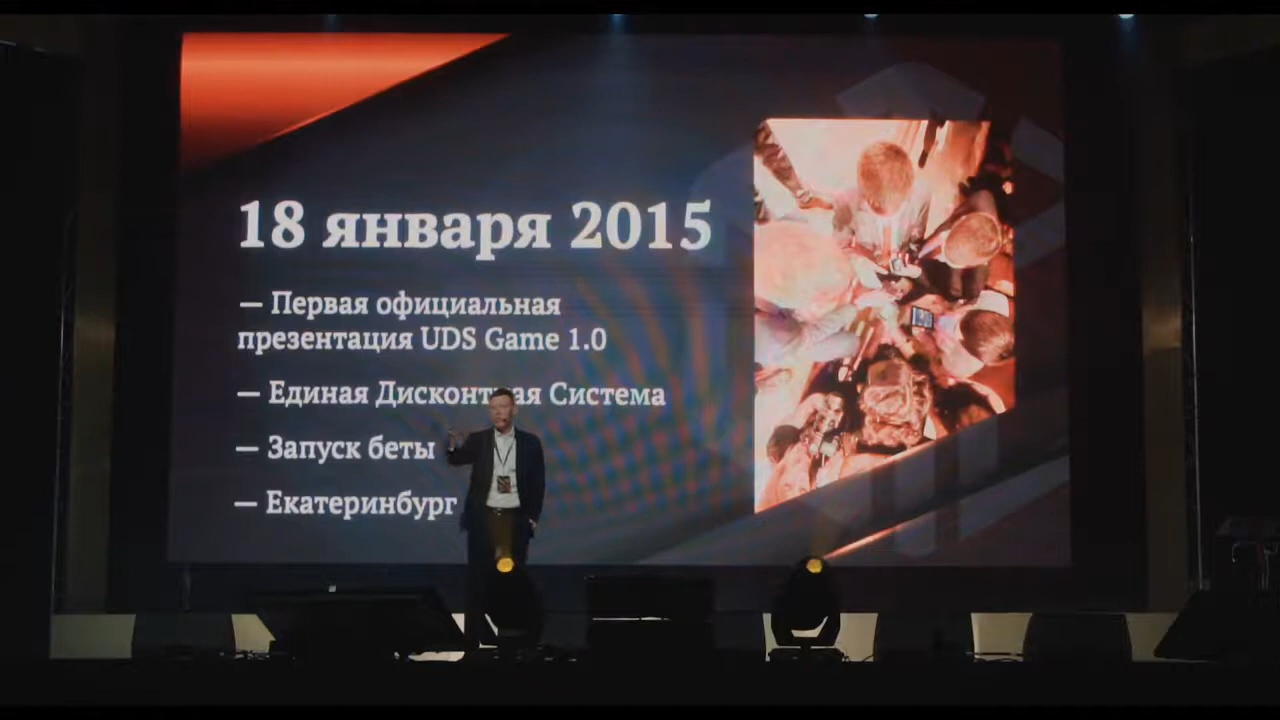 18 января 2015
— Первая официальная
презентация UDS Game 1.0
— Единая Дисконтная Система
— Запуск беты
— Екатеринбург